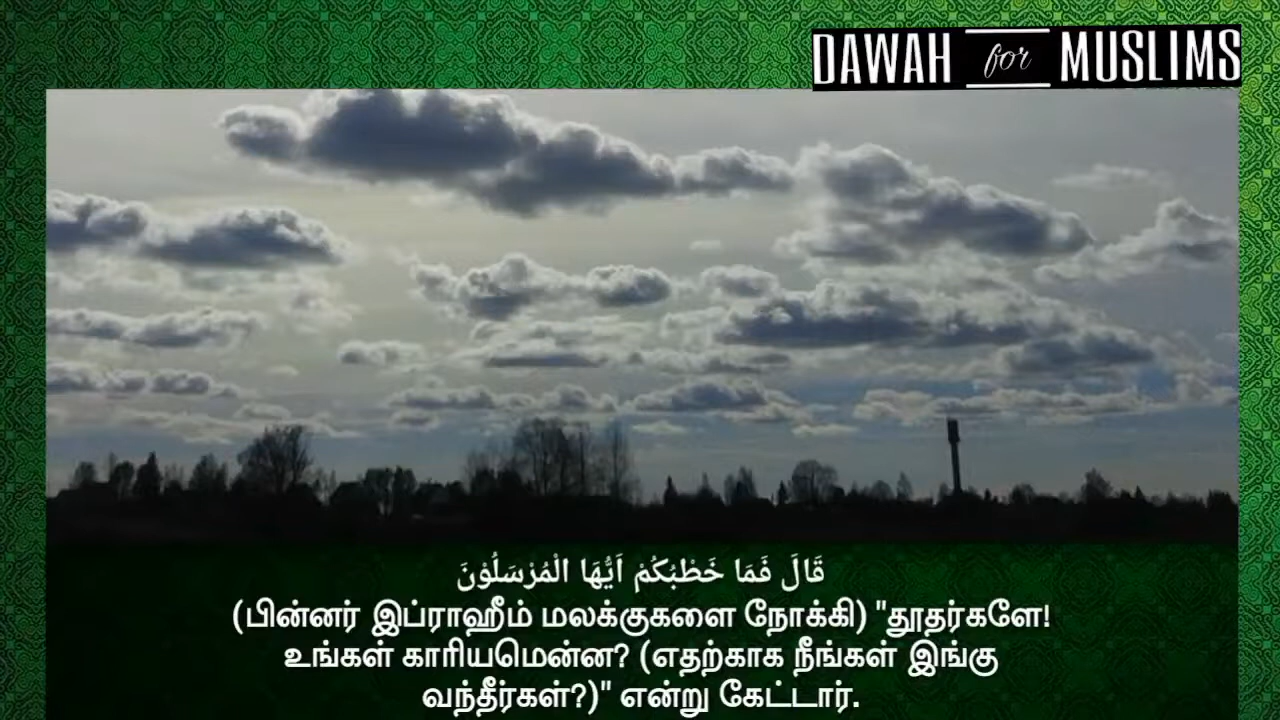 DAWAH for MUSLIMS
قَالَ فَمَا خَطْبُكُمْ اَيُّهَا الْمُرْسَلُوْنَ
(பின்னர் இப்ராஹீம் மலக்குகளை நோக்கி) "தூதர்களே!
உங்கள் காரியமென்ன? (எதற்காக நீங்கள் இங்கு
வந்தீர்கள்?)" என்று கேட்டார்.